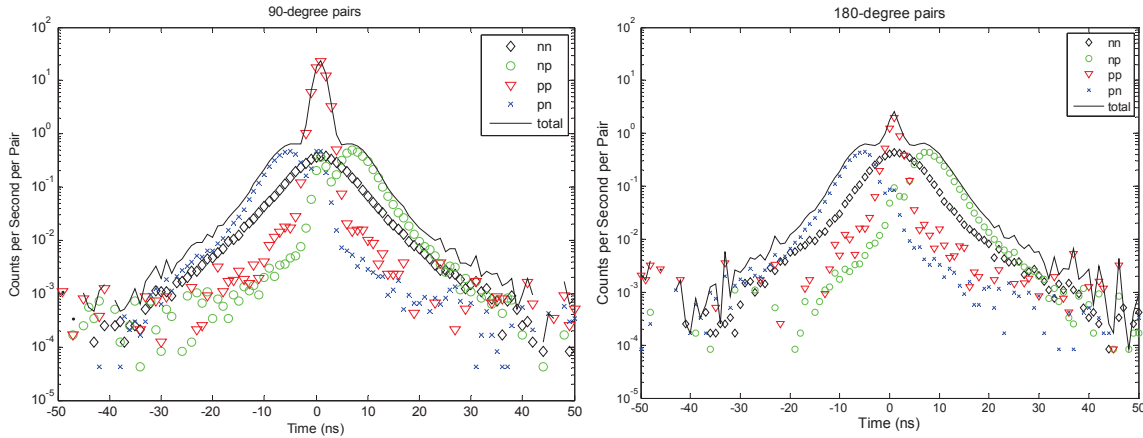 90-degree pairs
10^2
10^1
10^0
10^-1
10^-2
10^-3
10^-4
10^-5
Counts per Second per Pair
-50 -40 -30 -20 -10 0 10 20 30 40 50
Time (ns)
nn
np
pp
pn
total
180-degree pairs
10^2
10^1
10^0
10^-1
10^-2
10^-3
10^-4
10^-5
Counts per Second per Pair
-50 -40 -30 -20 -10 0 10 20 30 40 50
Time (ns)
nn
np
pp
pn
total